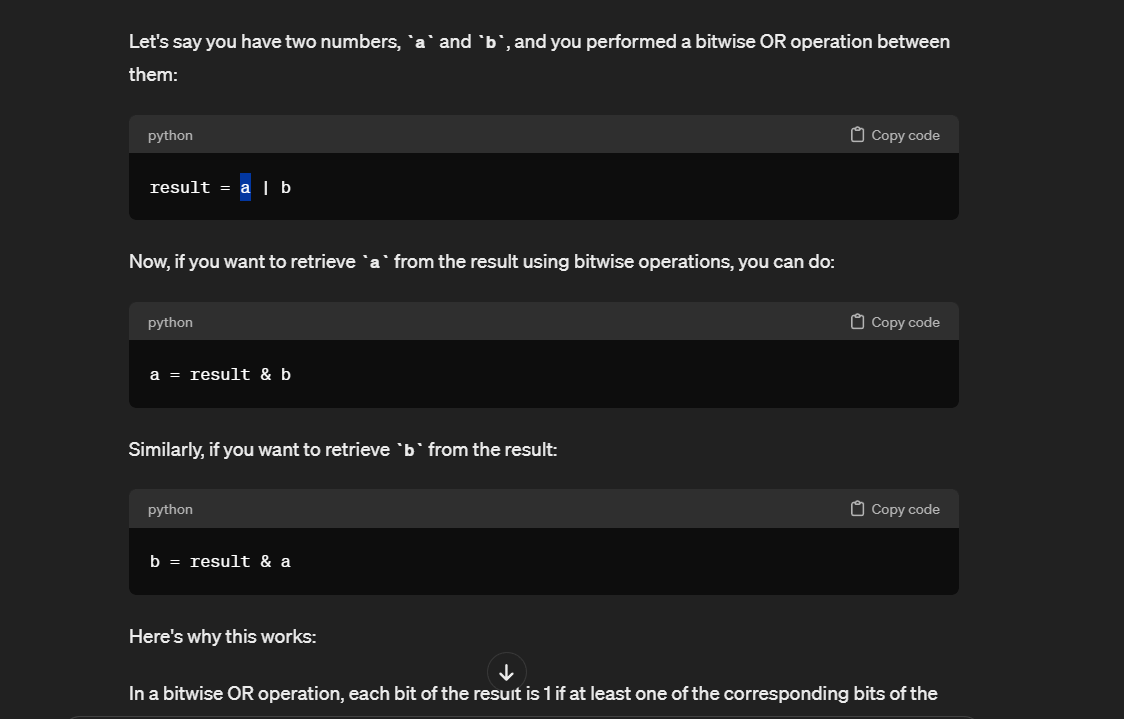 Let's say you have two numbers, `a` and `b`, and you performed a bitwise OR operation between
them:
python
Copy code
result = a | b
Now, if you want to retrieve `a` from the result using bitwise operations, you can do:
python
Copy code
a = result & b
Similarly, if you want to retrieve `b` from the result:
python
Copy code
b = result & a
Here's why this works:
In a bitwise OR operation, each bit of the result is 1 if at least one of the corresponding bits of the